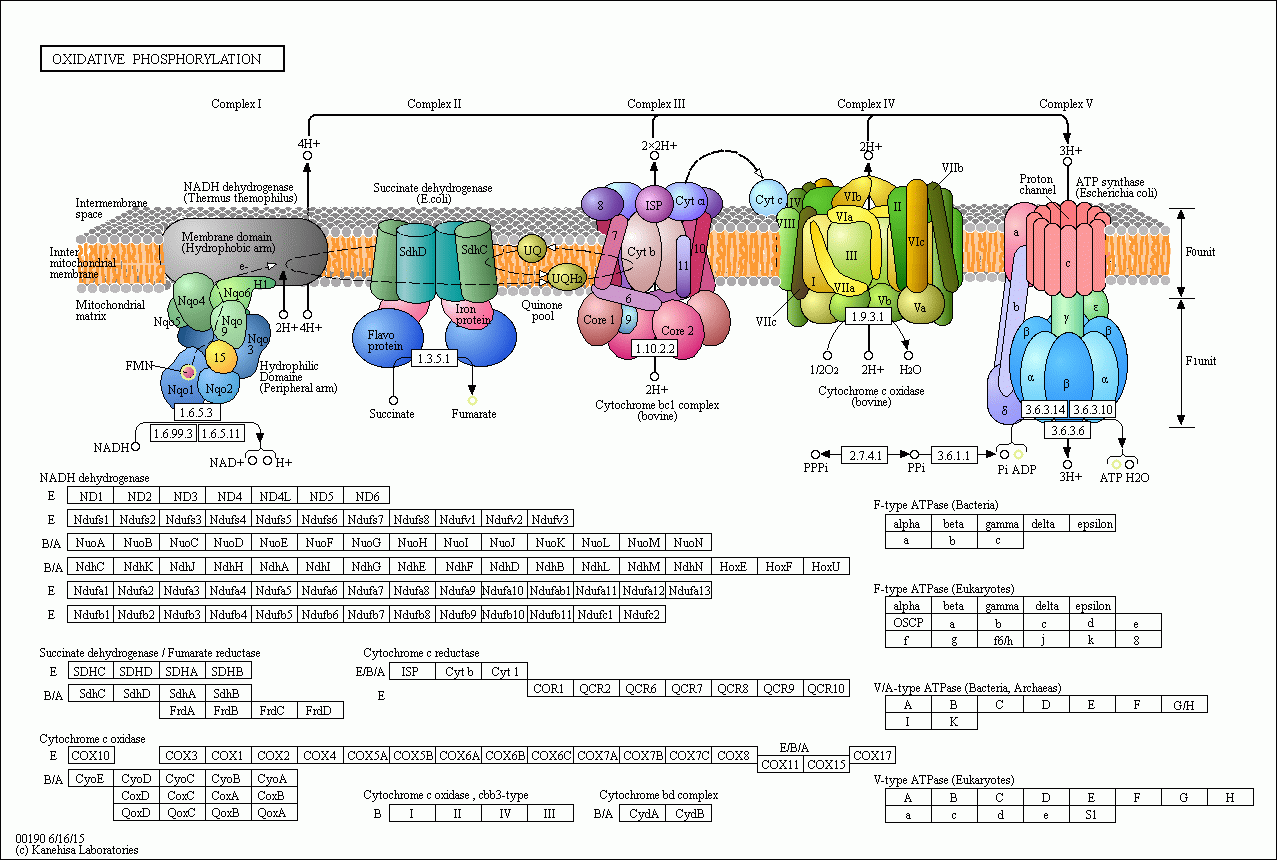 OXIDATIVE PHOSPHORYLATION
Complex I
Complex II
Complex III
Complex IV
Complex V
4H+
2×2H+
2H+
3H+
NADH dehydrogenase
(Thermus themophilus)
Succinate dehydrogenase
(E.coli)
VIIb
Proton
channel
ATP synthase
(Escherichia coli)
Intermembrane
space
8
ISP
Cyt c1
Cyt c
IV
VIb
VIII
VIa
II
a
Membrane domain
(Hydrophobic arm)
SdhD
SdhC
UQ
7
10
Cyt b
11
III
VIc
c
F0unit
Innter
mitochondrial
membrane
e-
H1
UQH2
I
VIIa
Mitochondrial
matrix
Nqo4
Nqo6
Nqo5
Nqo
9
Nqo
3
2H+
4H+
Iron
protein
Quinone
pool
6
Core 1
9
Core 2
VIIc
Vb
Va
1.9.3.1
b
γ
ε
Flavo
protein
1.3.5.1
1.10.2.2
β
β
F1unit
FMN
15
Hydrophilic
Domaine
(Peripheral arm)
Nqo1
Nqo2
1/2O2
2H+
H2O
α
β
α
2H+
Cytochrome bc1 complex
(bovine)
Cytochrome c oxidase
(bovine)
Succinate
Fumarate
δ
1.6.5.3
3.6.3.14
3.6.3.10
1.6.99.3
1.6.5.11
3.6.3.6
NADH
NAD+
H+
PPPi
2.7.4.1
PPi
3.6.1.1
Pi ADP
3H+
ATP H2O
NADH dehydrogenase
E ND1 ND2 ND3 ND4 ND4L ND5 ND6
E Ndufs1 Ndufs2 Ndufs3 Ndufs4 Ndufs5 Ndufs6 Ndufs7 Ndufs8 Ndufv1 Ndufv2 Ndufv3
B/A NuoA NuoB NuoC NuoD NuoE NuoF NuoG NuoH NuoI NuoJ NuoK NuoL NuoM NuoN
B/A NdhC NdhK NdhJ NdhH NdhA NdhI NdhG NdhE NdhF NdhD NdhB NdhL NdhM NdhN HoxE HoxF HoxU
E Ndufa1 Ndufa2 Ndufa3 Ndufa4 Ndufa5 Ndufa6 Ndufa7 Ndufa8 Ndufa9 Ndufa10 Ndufab1 Ndufa11 Ndufa12 Ndufa13
E Ndufb1 Ndufb2 Ndufb3 Ndufb4 Ndufb5 Ndufb6 Ndufb7 Ndufb8 Ndufb9 Ndufb10 Ndufb11 Ndufc1 Ndufc2
Succinate dehydrogenase / Fumarate reductase
E SDHC SDHD SDHA SDHB
B/A SdhC SdhD SdhA SdhB
FrdA FrdB FrdC FrdD
Cytochrome c reductase
E/B/A ISP Cyt b Cyt 1
E COR1 QCR2 QCR6 QCR7 QCR8 QCR9 QCR10
Cytochrome c oxidase
E COX10 COX3 COX1 COX2 COX4 COX5A COX5B COX6A COX6B COX6C COX7A COX7B COX7C COX8
E/B/A
COX11 COX15
COX17
B/A CyoE CyoD CyoC CyoB CyoA
CoxD CoxC CoxA CoxB
QoxD QoxC QoxB QoxA
Cytochrome c oxidase , cbb3-type
B I II IV III
Cytochrome bd complex
B/A CydA CydB
F-type ATPase (Bacteria)
alpha beta gamma delta epsilon
a b c
F-type ATPase (Eukaryotes)
alpha beta gamma delta epsilon
OSCP a b c d e
f g f6/h j k 8
V/A-type ATPase (Bacteria, Archaeas)
A B C D E F G/H
I K
V-type ATPase (Eukaryotes)
A B C D E F G H
a c d e S1
00190 6/16/15
(c) Kanehisa Laboratories